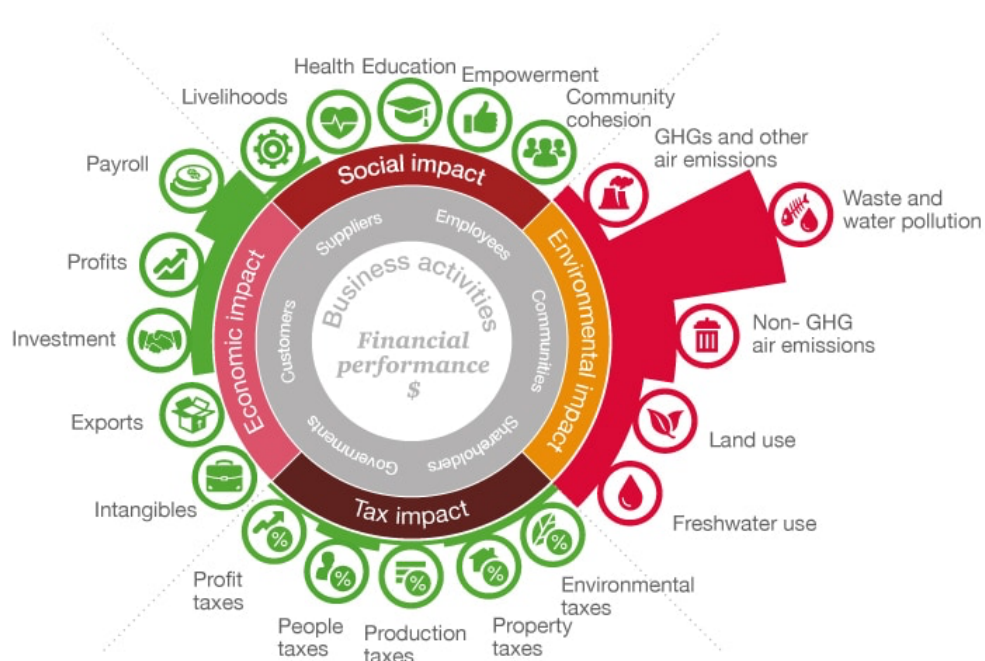 Health
Education
Empowerment
Community
cohesion
Livelihoods
GHGs and other
air emissions
Payroll
Waste and
water pollution
Profits
Non- GHG
air emissions
Investment
Exports
Land use
Intangibles
Freshwater use
Profit
taxes
People
taxes
Production
taxes
Property
taxes
Environmental
taxes
Social impact
Environmental impact
Tax impact
Economic impact
Suppliers
Employees
Communities
Shareholders
Governments
Customers
Business activities
Financial
performance
$
$
%
%
%
%
%